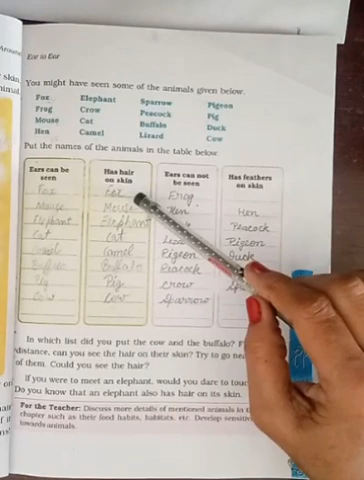 Ear to Ear
You might have seen some of the animals given below.
Fox Elephant Sparrow Pigeon
Frog Crow Peacock Pig
Mouse Cat Buffalo Duck
Hen Camel Lizard Cow
Put the names of the animals in the table below.
Ears can be seen Has hair on skin Ears can not be seen Has feathers on skin
Fox Fox Frog
Mouse Mouse Hen Hen
Elephant Elephant Peacock
Cat Cat Pigeon
Camel Pigeon Duck
Buffalo Buffalo Peacock
Pig Pig Crow
Cow Cow Sparrow
In which list did you put the cow and the buffalo?
distance, can you see the hair on their skin? Try to go
of them. Could you see the hair?
If you were to meet an elephant, would you dare to
Do you know that an elephant also has hair on its skin.
For the Teacher: Discuss more details of mentioned animals in
chapter such as their food habits, habitats, etc. Develop
towards animals.